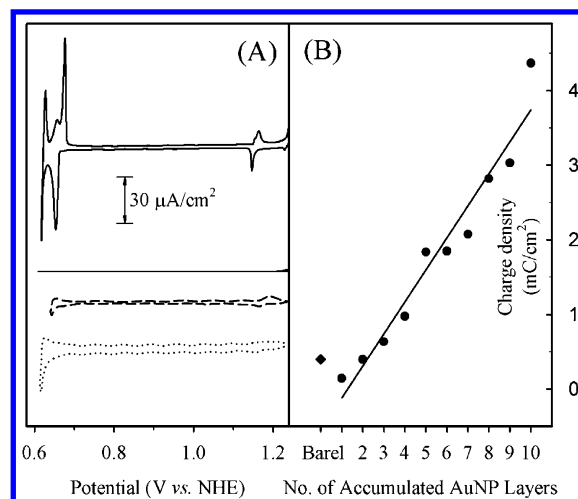 (A)
30 μA/cm²
0.6 0.8 1.0 1.2
Potential (V vs. NHE)
(B)
4
3
2
1
0
Charge density
(mC/cm²)
Bare1 2 3 4 5 6 7 8 9 10
No. of Accumulated AuNP Layers